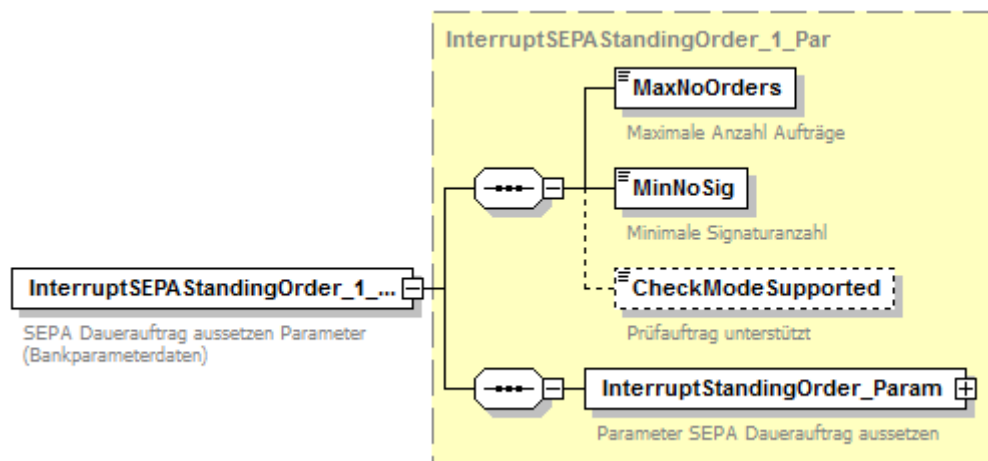 InterruptSEPAStandingOrder_1_Par
MaxNoOrders
Maximale Anzahl Aufträge
MinNoSig
Minimale Signaturanzahl
InterruptSEPAStandingOrder_1_...
SEPA Dauerauftrag aussetzen Parameter
(Bankparameterdaten)
CheckModeSupported
Prüfauftrag unterstützt
InterruptStandingOrder_Param
Parameter SEPA Dauerauftrag aussetzen